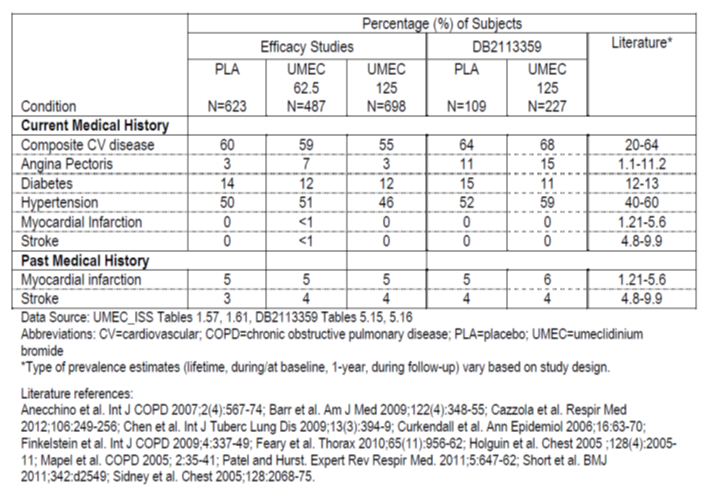 Percentage (%) of Subjects
Efficacy Studies DB2113359 Literature*
PLA UMEC UMEC PLA UMEC
62.5 125 125
Condition N=623 N=487 N=698 N=109 N=227
Current Medical History
Composite CV disease 60 59 55 64 68 20-64
Angina Pectoris 3 7 3 11 15 1.1-11.2
Diabetes 14 12 12 15 11 12-13
Hypertension 50 51 46 52 59 40-60
Myocardial Infarction 0 <1 0 0 0 1.21-5.6
Stroke 0 <1 0 0 0 4.8-9.9
Past Medical History
Myocardial infarction 5 5 5 5 6 1.21-5.6
Stroke 3 4 4 4 4 4.8-9.9
Data Source: UMEC_ISS Tables 1.57, 1.61, DB2113359 Tables 5.15, 5.16
Abbreviations: CV=cardiovascular; COPD=chronic obstructive pulmonary disease; PLA=placebo; UMEC=umeclidinium
bromide
*Type of prevalence estimates (lifetime, during/at baseline, 1-year, during follow-up) vary based on study design.
Literature references:
Anecchino et al. Int J COPD 2007;2(4):567-74; Barr et al. Am J Med 2009;122(4):348-55; Cazzola et al. Respir Med
2012;106:249-256; Chen et al. Int J Tuberc Lung Dis 2009;13(3):394-9; Curkendall et al. Ann Epidemiol 2006;16:63-70;
Finkelstein et al. Int J COPD 2009;4:337-49; Feary et al. Thorax 2010;65(11):956-62; Holguin et al. Chest 2005 ;128(4):2005-
11; Mapel et al. COPD 2005; 2:35-41; Patel and Hurst. Expert Rev Respir Med. 2011;5:647-62; Short et al. BMJ
2011;342:d2549; Sidney et al. Chest 2005;128:2068-75.